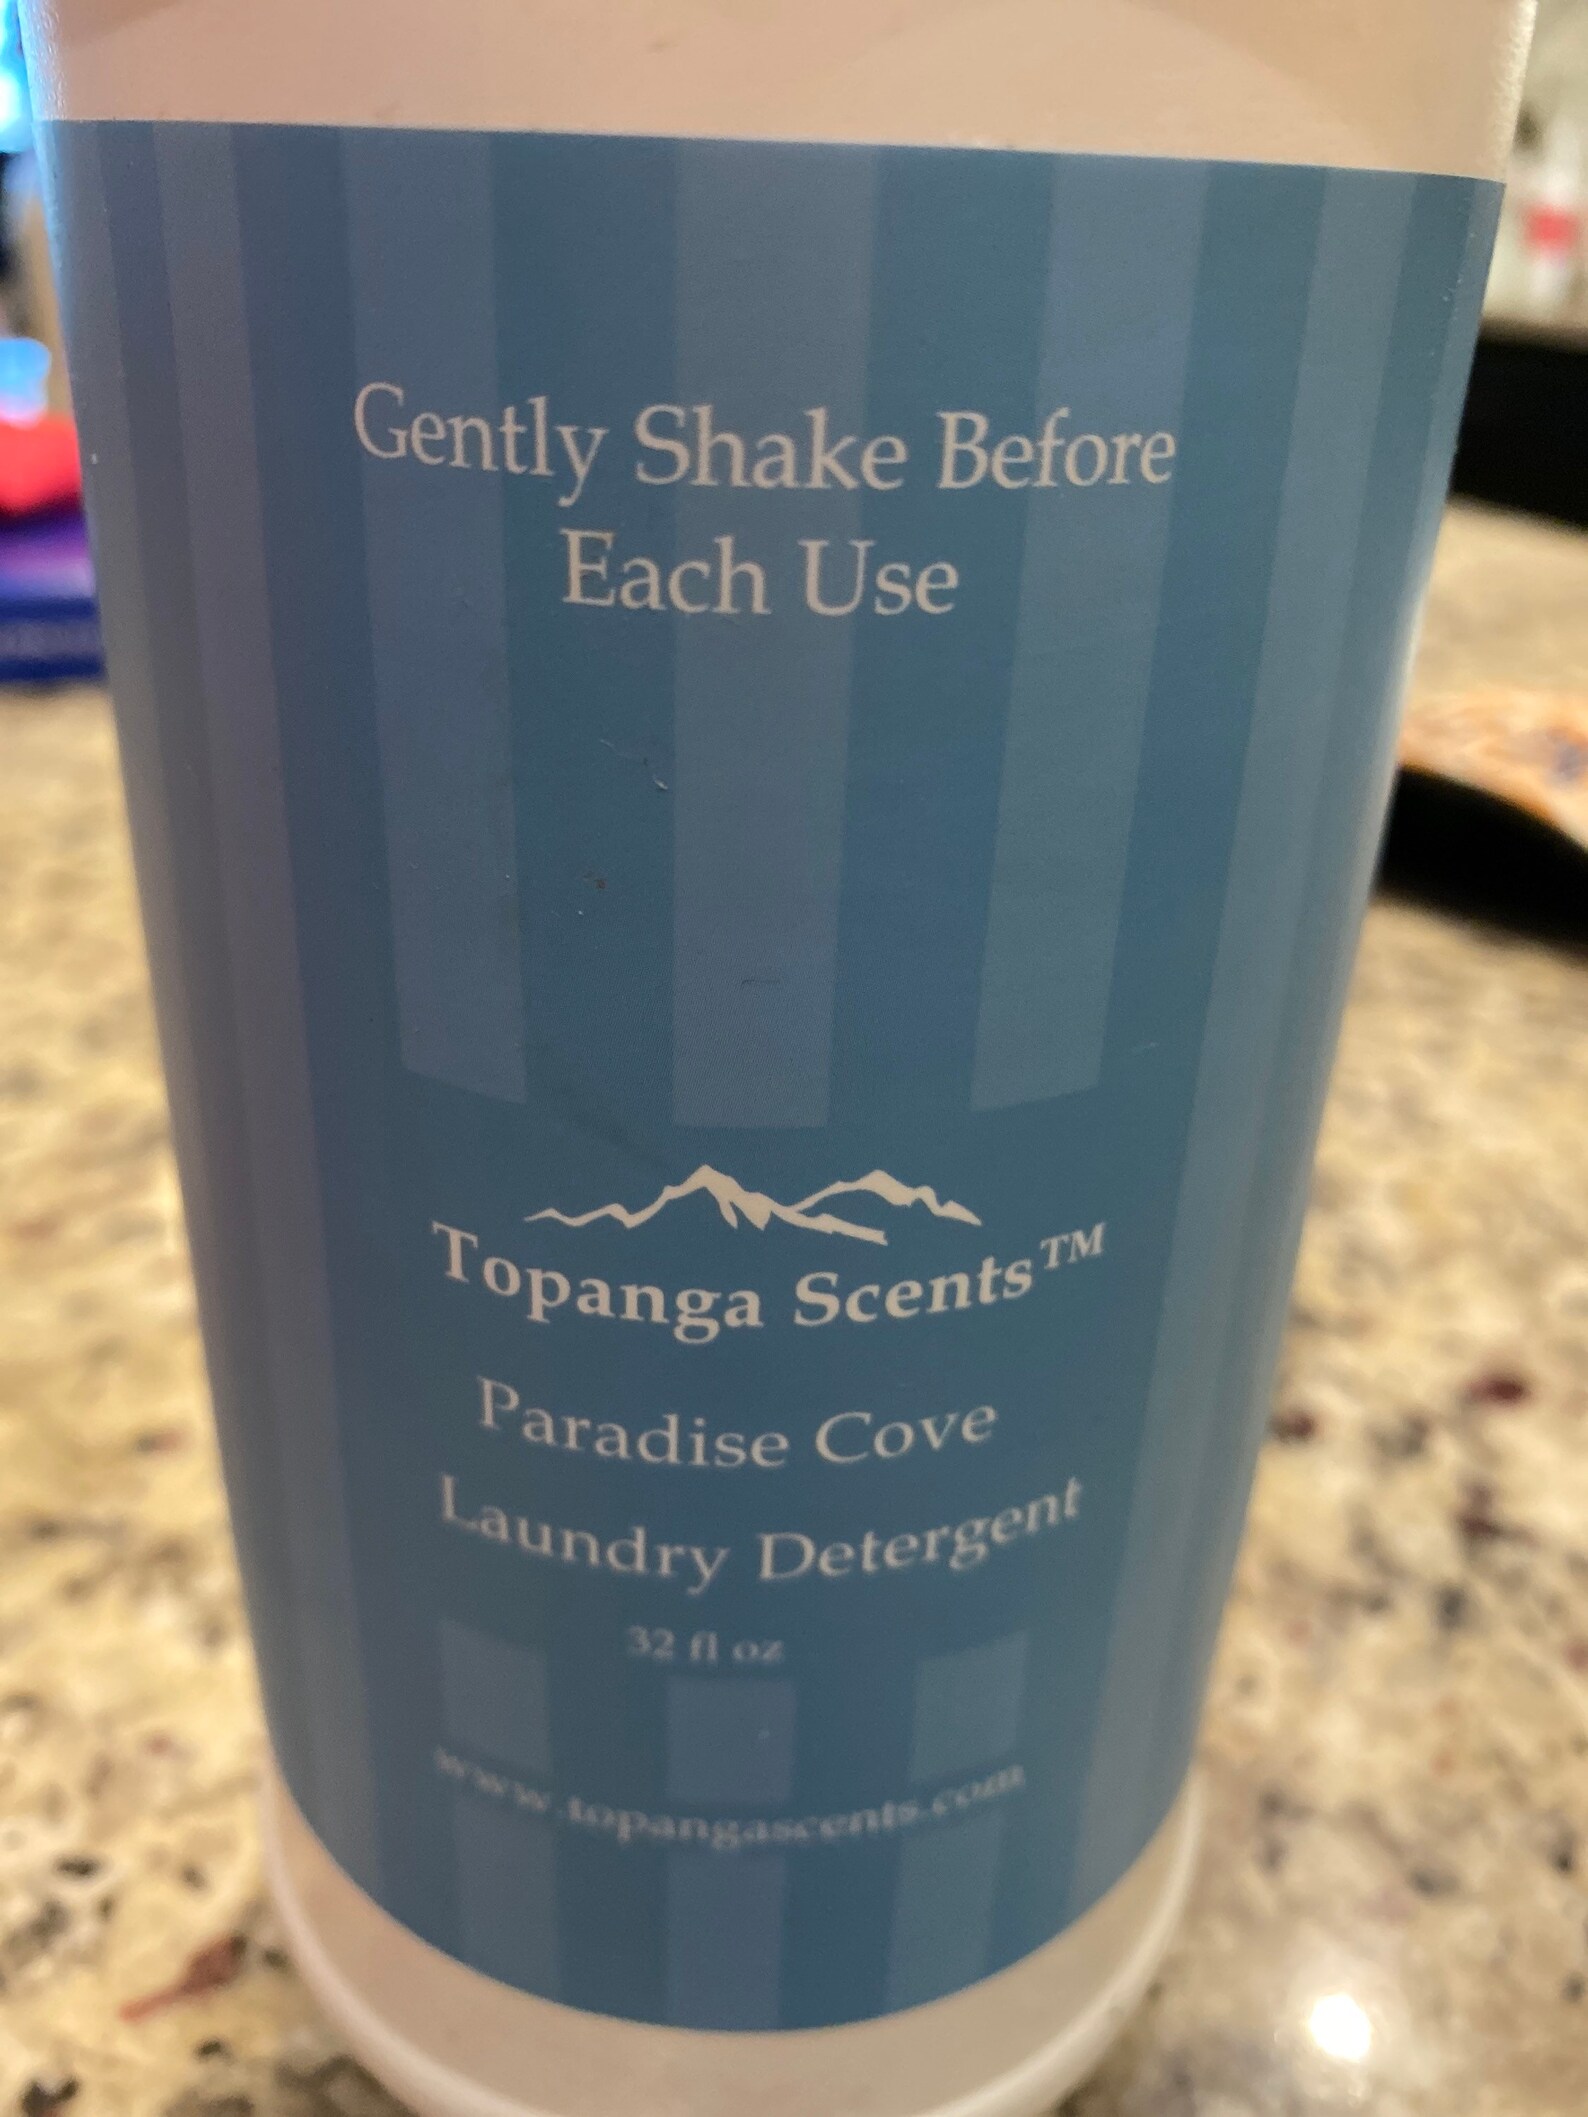 Gently Shake Before
Each Use
Topanga Scents™
Paradise Cove
Laundry Detergent
32 fl oz
www.topangascents.com